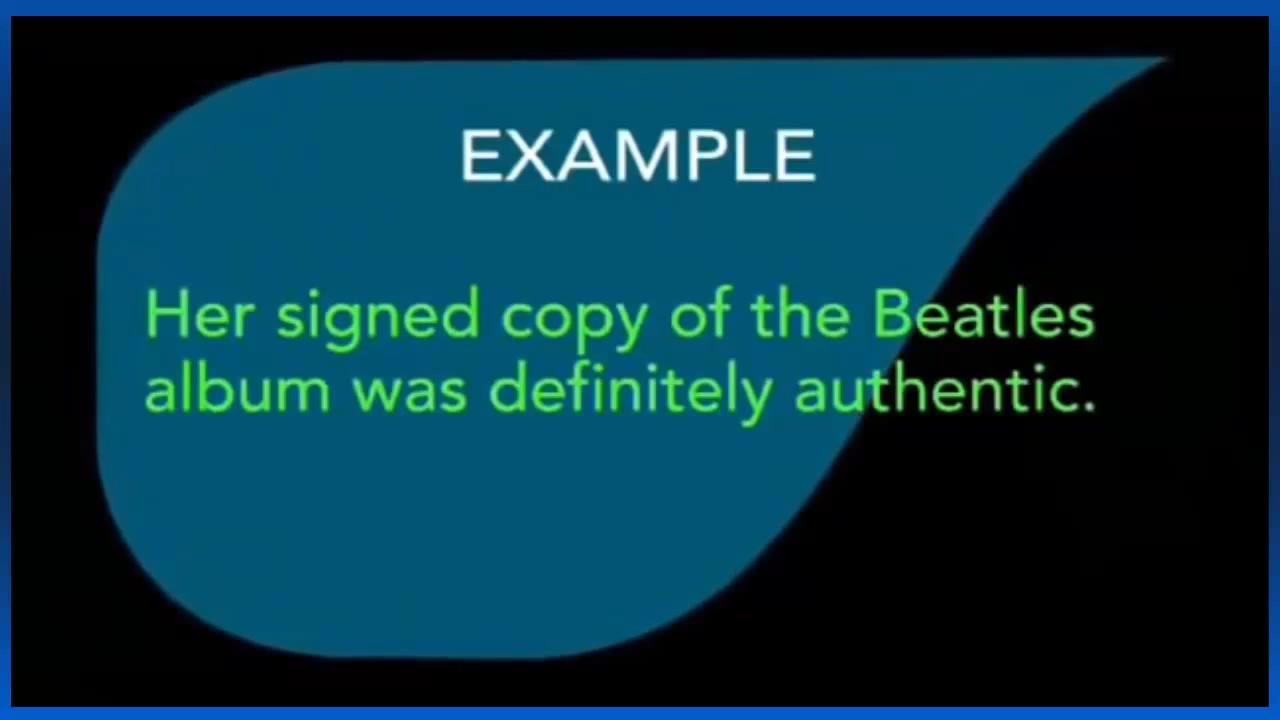 EXAMPLE
Her signed copy of the Beatles
album was definitely authentic.